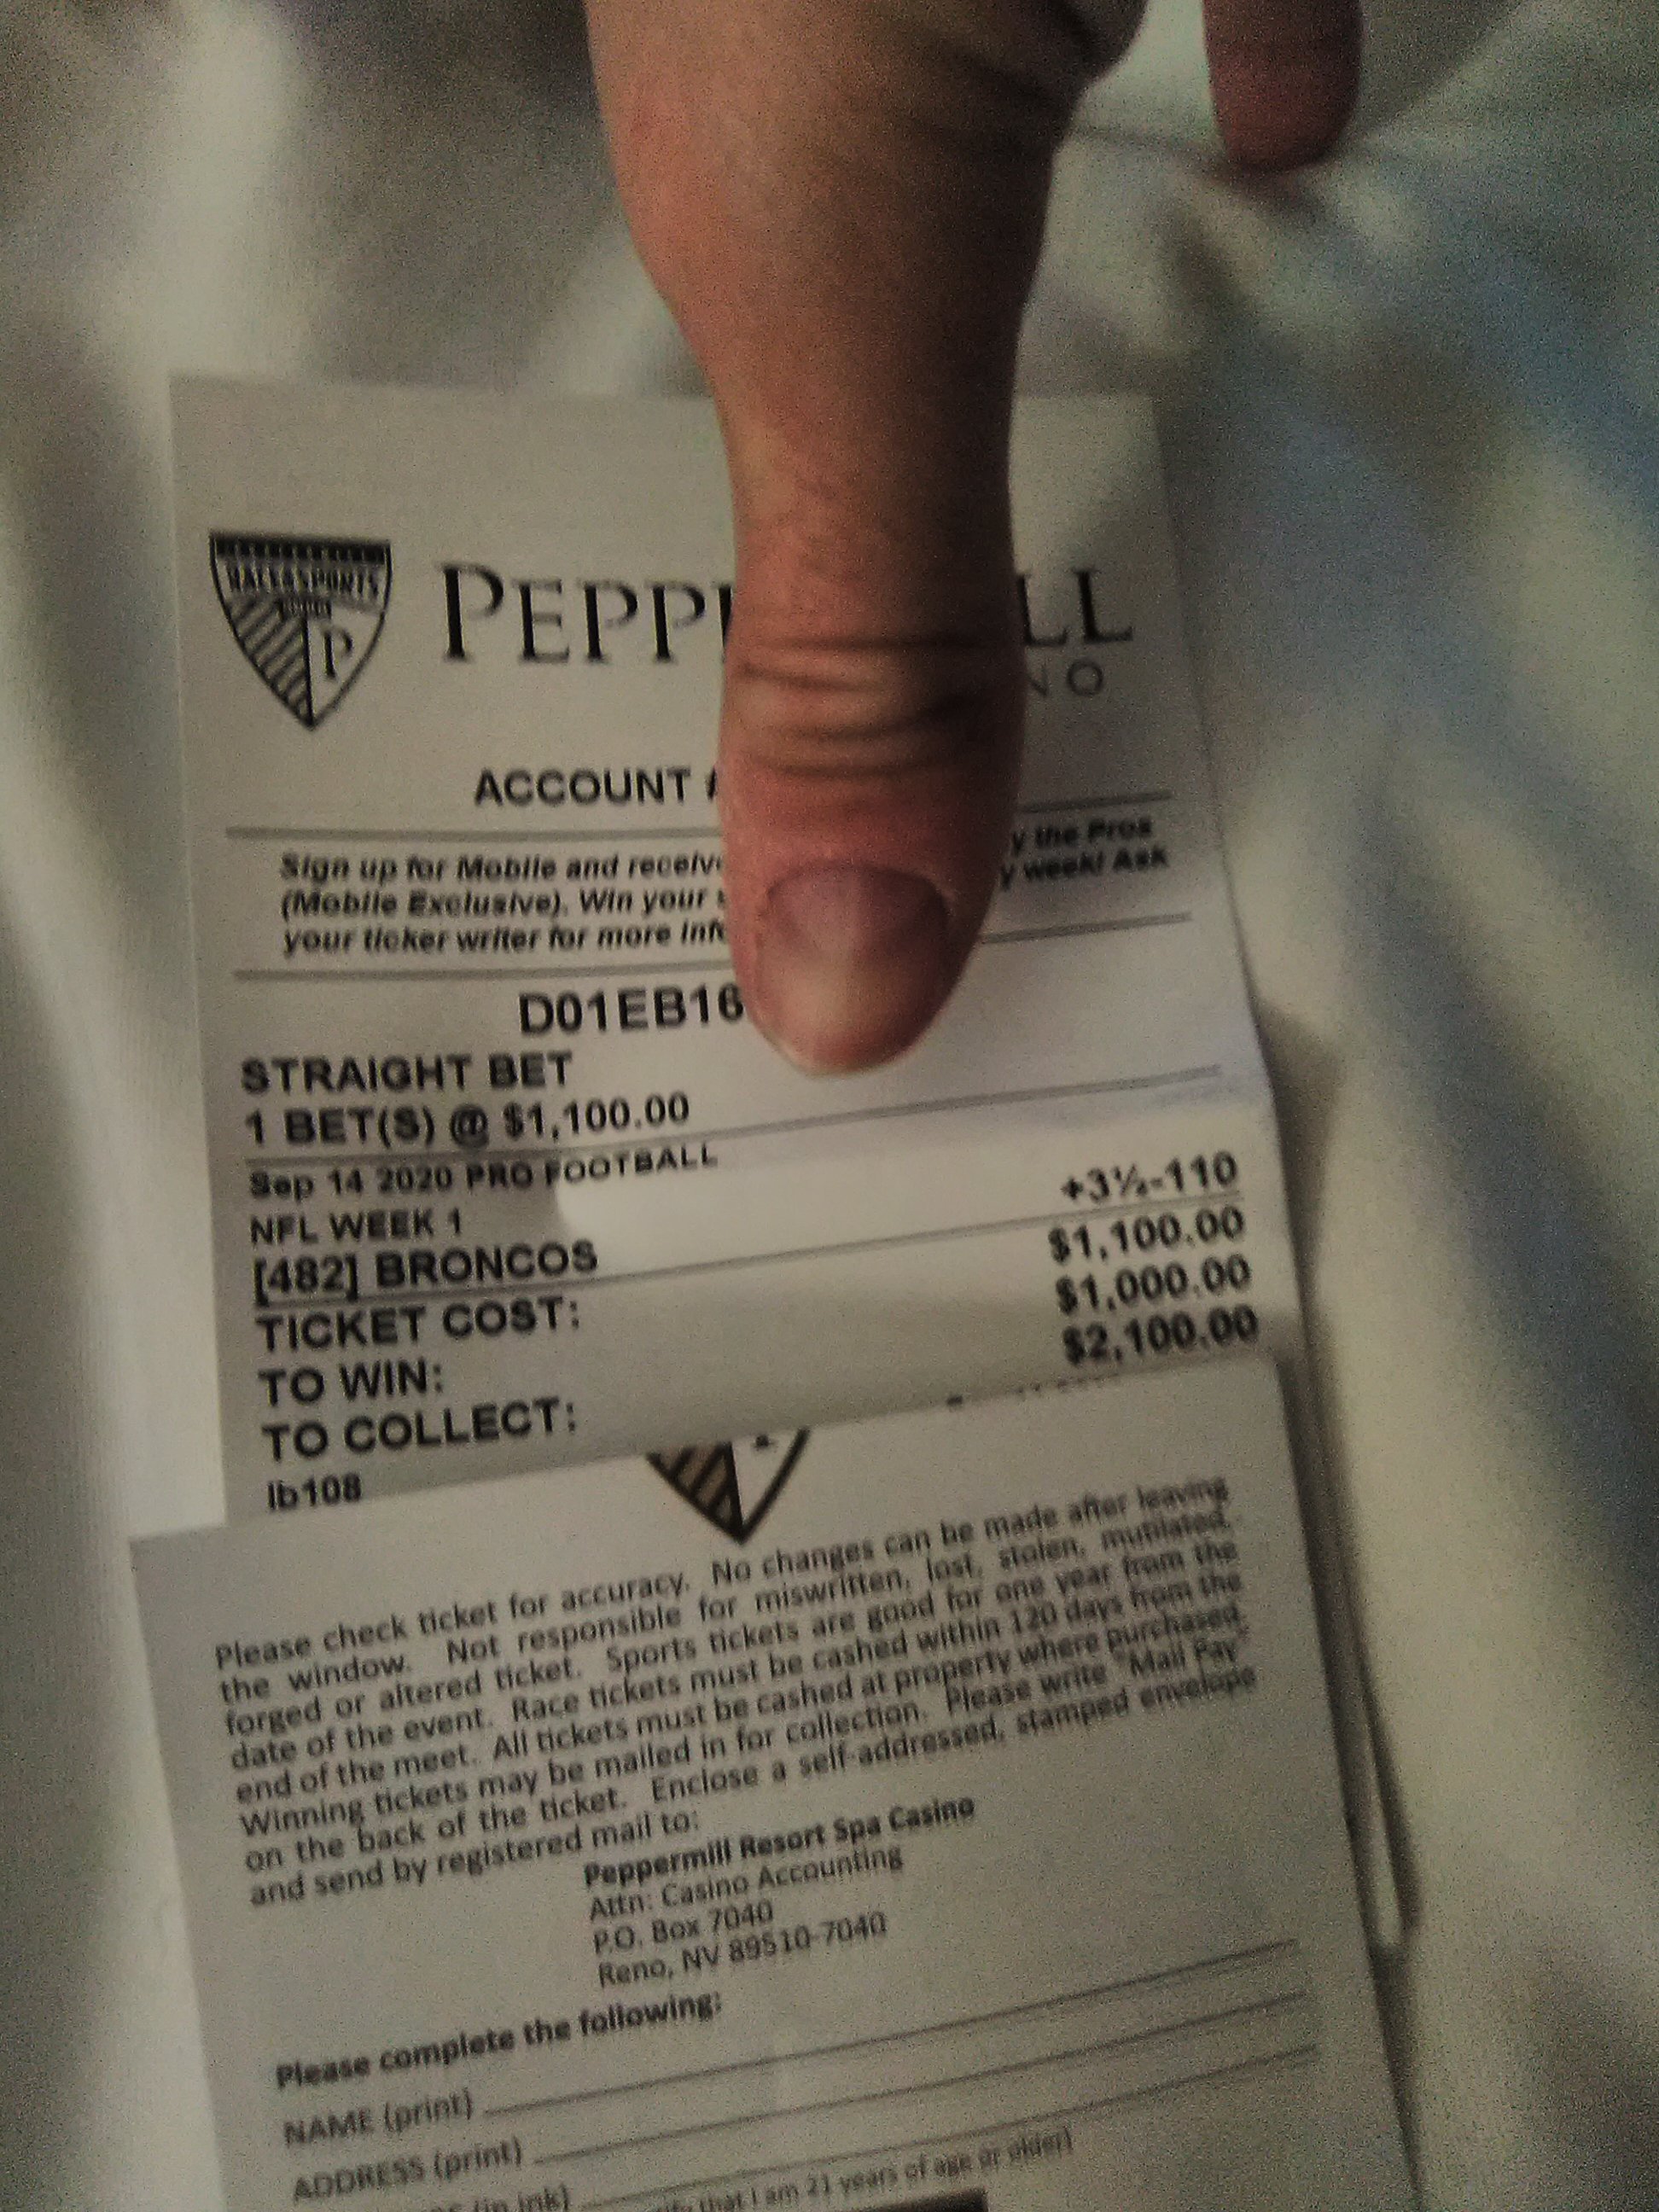 RACE&SPORTS
P
PEPP LL
NO
ACCOUNT #
Sign up for Mobile and receive y the Pros
(Mobile Exclusive). Win your y week! Ask
your ticker writer for more info
D01EB16
STRAIGHT BET
1 BET(S) @ $1,100.00
Sep 14 2020 PRO FOOTBALL
NFL WEEK 1
[482] BRONCOS +3½-110
TICKET COST: $1,100.00
TO WIN: $1,000.00
TO COLLECT: $2,100.00
lb108
Please check ticket for accuracy. No changes can be made after leaving
the window. Not responsible for miswritten, lost, stolen, mutilated,
forged or altered ticket. Sports tickets are good for one year from the
date of the event. Race tickets must be cashed within 120 days from the
end of the meet. All tickets must be cashed at property where purchased.
Winning tickets may be mailed in for collection. Please write "Mail Pay"
on the back of the ticket. Enclose a self-addressed, stamped envelope
and send by registered mail to:
Peppermill Resort Spa Casino
Attn: Casino Accounting
P.O. Box 7040
Reno, NV 89510-7040
Please complete the following:
NAME (print)
ADDRESS (print)
(in ink)
that I am 21 years of age or older)